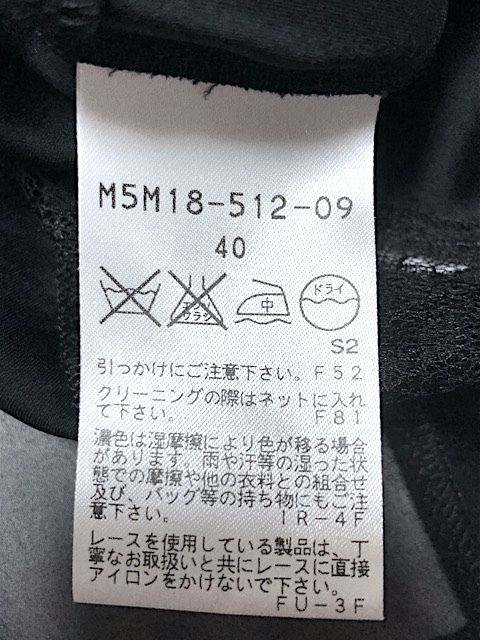 M5M18-512-09
40
エンソ
サラシ
中
ドライ
S2
引っかけにご注意下さい。F52
クリーニングの際はネットに入れ
て下さい。 F81
濃色は湿摩擦により色が移る場合
があります。雨や汗等の湿った状
態での摩擦や他の衣料との組合せ
及び、バッグ等の持ち物にもご注
意下さい。 IR-4F
レースを使用している製品は、丁
寧なお取扱いと共にレースに直接
アイロンをかけないで下さい。
FU-3F